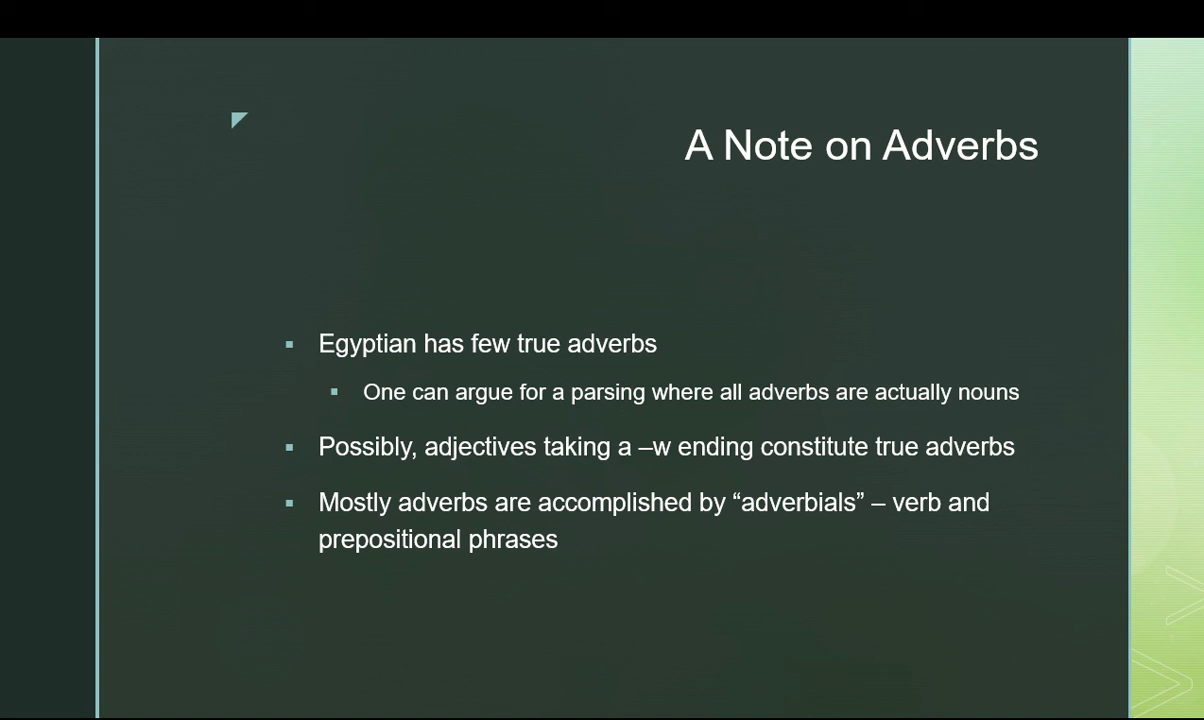 A Note on Adverbs
▪ Egyptian has few true adverbs
▪ One can argue for a parsing where all adverbs are actually nouns
▪ Possibly, adjectives taking a –w ending constitute true adverbs
▪ Mostly adverbs are accomplished by “adverbials” – verb and
prepositional phrases